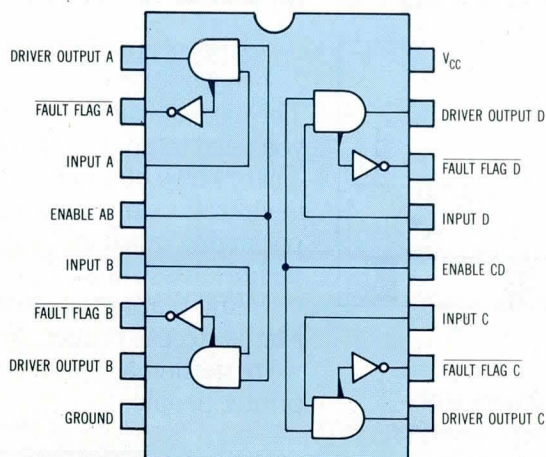 DRIVER OUTPUT A
FAULT FLAG A
INPUT A
ENABLE AB
INPUT B
FAULT FLAG B
DRIVER OUTPUT B
GROUND
VCC
DRIVER OUTPUT D
FAULT FLAG D
INPUT D
ENABLE CD
INPUT C
FAULT FLAG C
DRIVER OUTPUT C